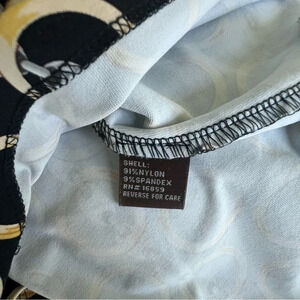 SHELL:
91%NYLON
9%SPANDEX
RN# 16859
REVERSE FOR CARE